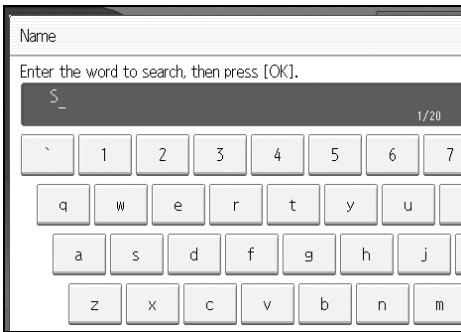 Name
Enter the word to search, then press [OK].
S_
1/20
` 1 2 3 4 5 6 7
q w e r t y u
a s d f g h j
z x c v b n m